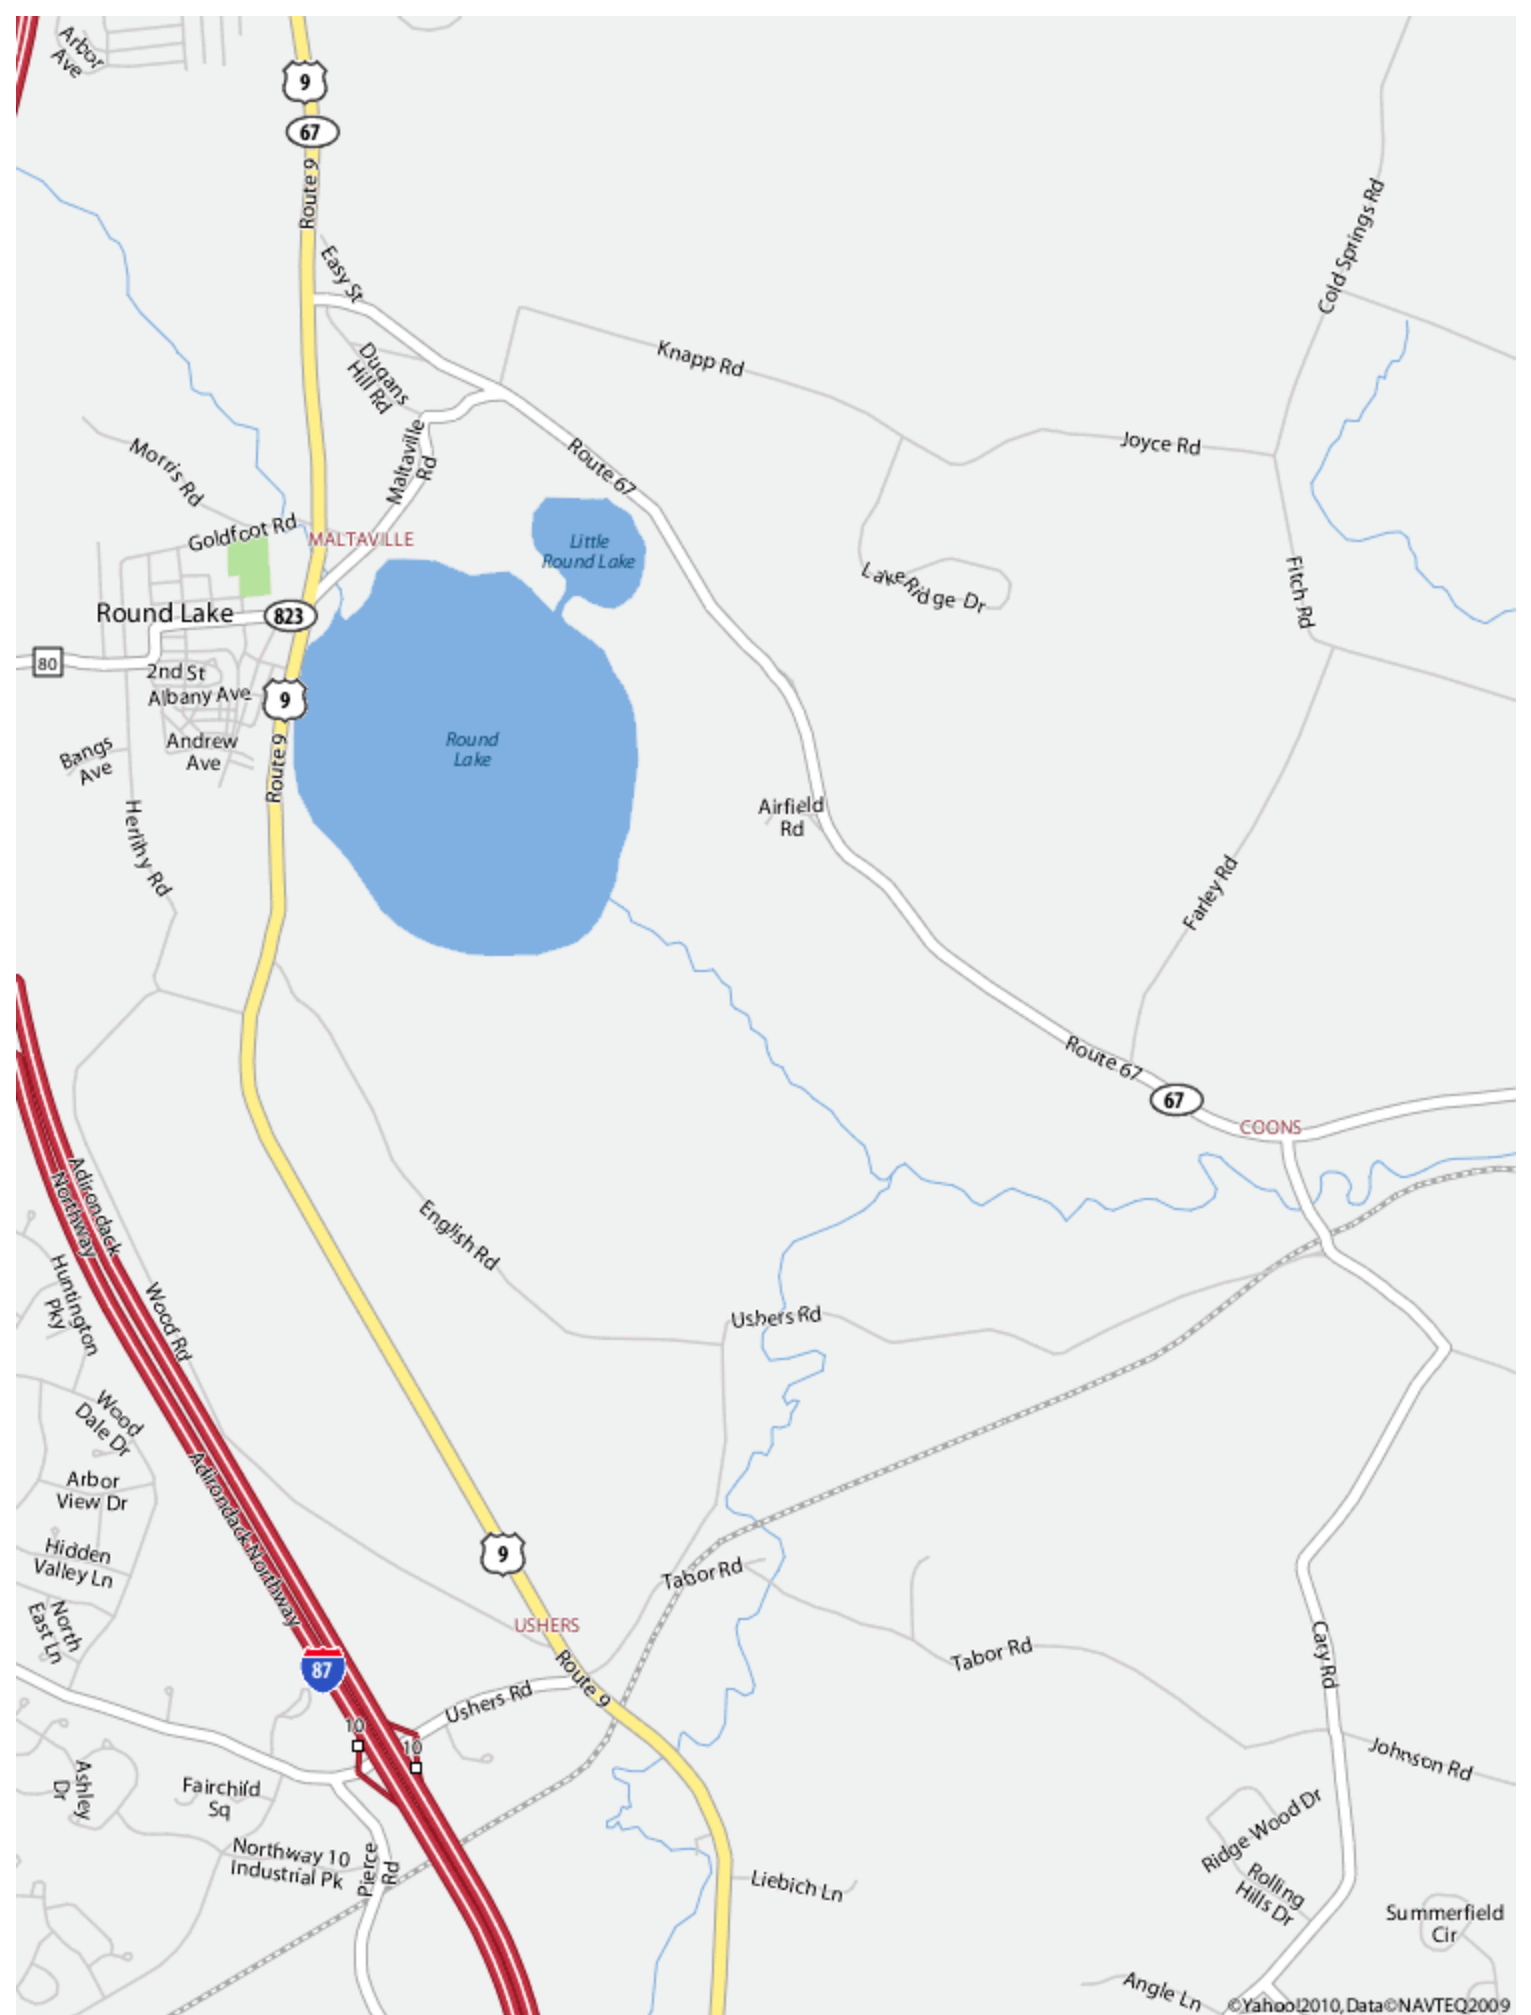 Arbor
Ave
9
67
Route 9
Easy St
Cold Springs Rd
Knapp Rd
Dugans
Hill Rd
Maltaville
Rd
Route 67
Joyce Rd
Morris Rd
Goldfoot Rd
MALTAVILLE
Little
Round Lake
Lake Ridge Dr
Fitch Rd
Round Lake
823
80
2nd St
Albany Ave
9
Andrew
Ave
Bangs
Ave
Route 9
Round
Lake
Airfield
Rd
Herlihy Rd
Farley Rd
Route 67
67
COONS
Adirondack
Northway
English Rd
Huntington
Pky
Wood Rd
Ushers Rd
Wood
Dale Dr
Arbor
View Dr
Adirondack Northway
Hidden
Valley Ln
9
Tabor Rd
North
East Ln
USHERS
Tabor Rd
Cary Rd
87
Route 9
Ushers Rd
10
10
Johnson Rd
Ashley
Dr
Fairchild
Sq
Ridge Wood Dr
Northway 10
Industrial Pk
Pierce
Rd
Liebich Ln
Rolling
Hills Dr
Summerfield
Cir
Angle Ln
©Yahoo!2010, Data©NAVTEQ2009